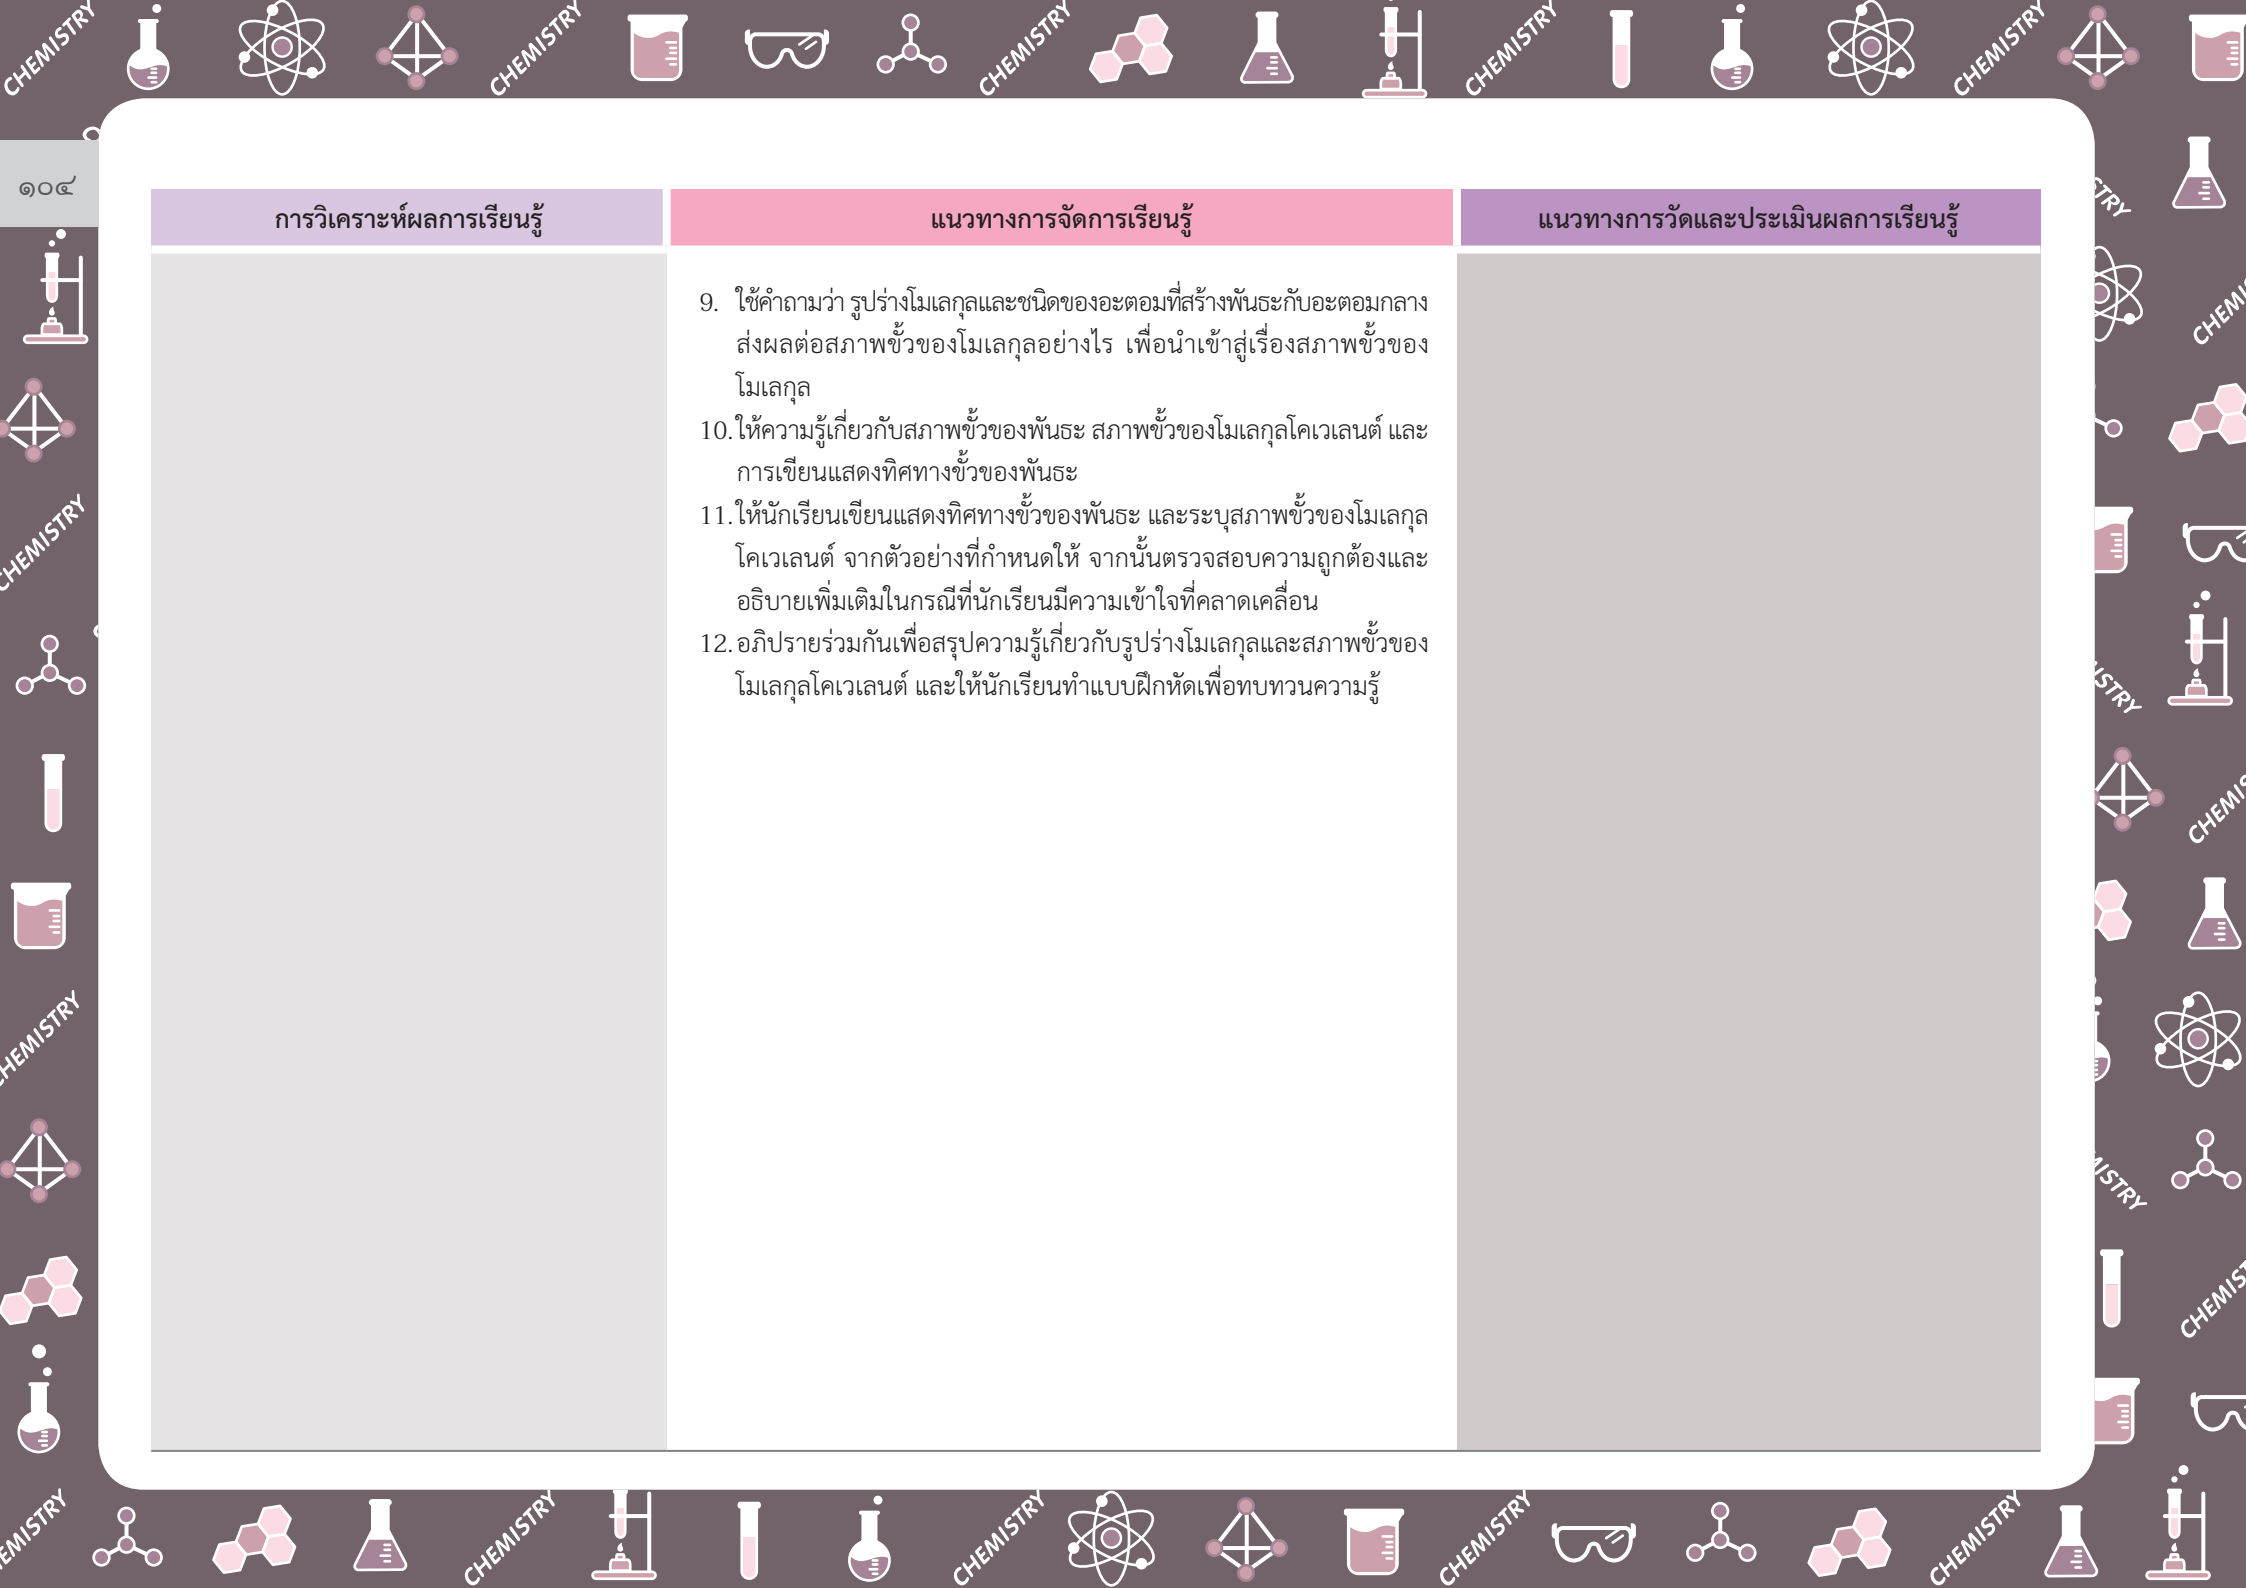 ๑๐๔
การวิเคราะห์ผลการเรียนรู้
แนวทางการจัดการเรียนรู้
แนวทางการวัดและประเมินผลการเรียนรู้
9. ใช้คำถามว่า รูปร่างโมเลกุลและชนิดของอะตอมที่สร้างพันธะกับอะตอมกลาง
ส่งผลต่อสภาพขั้วของโมเลกุลอย่างไร เพื่อนำเข้าสู่เรื่องสภาพขั้วของ
โมเลกุล
10. ให้ความรู้เกี่ยวกับสภาพขั้วของพันธะ สภาพขั้วของโมเลกุลโคเวเลนต์ และ
การเขียนแสดงทิศทางขั้วของพันธะ
11. ให้นักเรียนเขียนแสดงทิศทางขั้วของพันธะ และระบุสภาพขั้วของโมเลกุล
โคเวเลนต์ จากตัวอย่างที่กำหนดให้ จากนั้นตรวจสอบความถูกต้องและ
อธิบายเพิ่มเติมในกรณีที่นักเรียนมีความเข้าใจที่คลาดเคลื่อน
12. อภิปรายร่วมกันเพื่อสรุปความรู้เกี่ยวกับรูปร่างโมเลกุลและสภาพขั้วของ
โมเลกุลโคเวเลนต์ และให้นักเรียนทำแบบฝึกหัดเพื่อทบทวนความรู้
CHEMISTRY
CHEMISTRY
CHEMISTRY
CHEMISTRY
CHEMISTRY
CHEMISTRY
CHEMISTRY
CHEMISTRY
CHEMISTRY